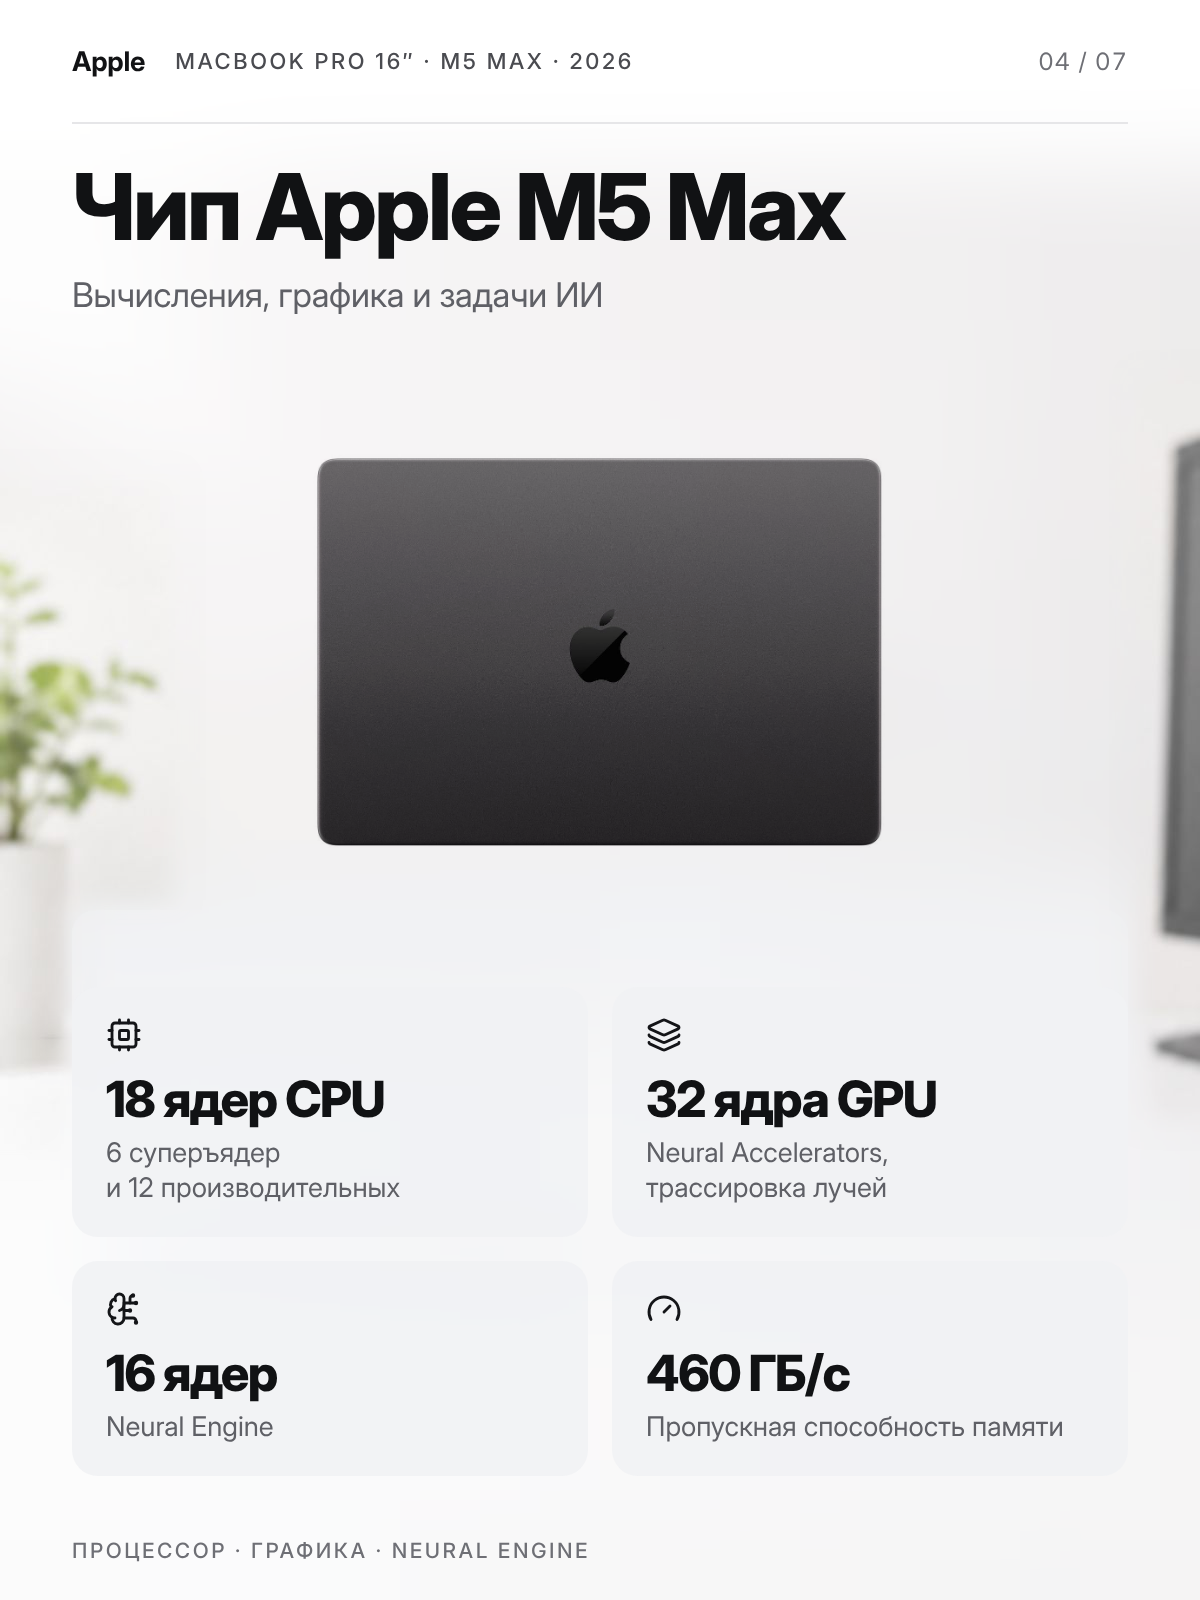 Apple MACBOOK PRO 16″ · M5 MAX · 2026 04 / 07
Чип Apple M5 Max
Вычисления, графика и задачи ИИ
18 ядер CPU
6 суперъядер
и 12 производительных
32 ядра GPU
Neural Accelerators,
трассировка лучей
16 ядер
Neural Engine
460 ГБ/с
Пропускная способность памяти
ПРОЦЕССОР · ГРАФИКА · NEURAL ENGINE